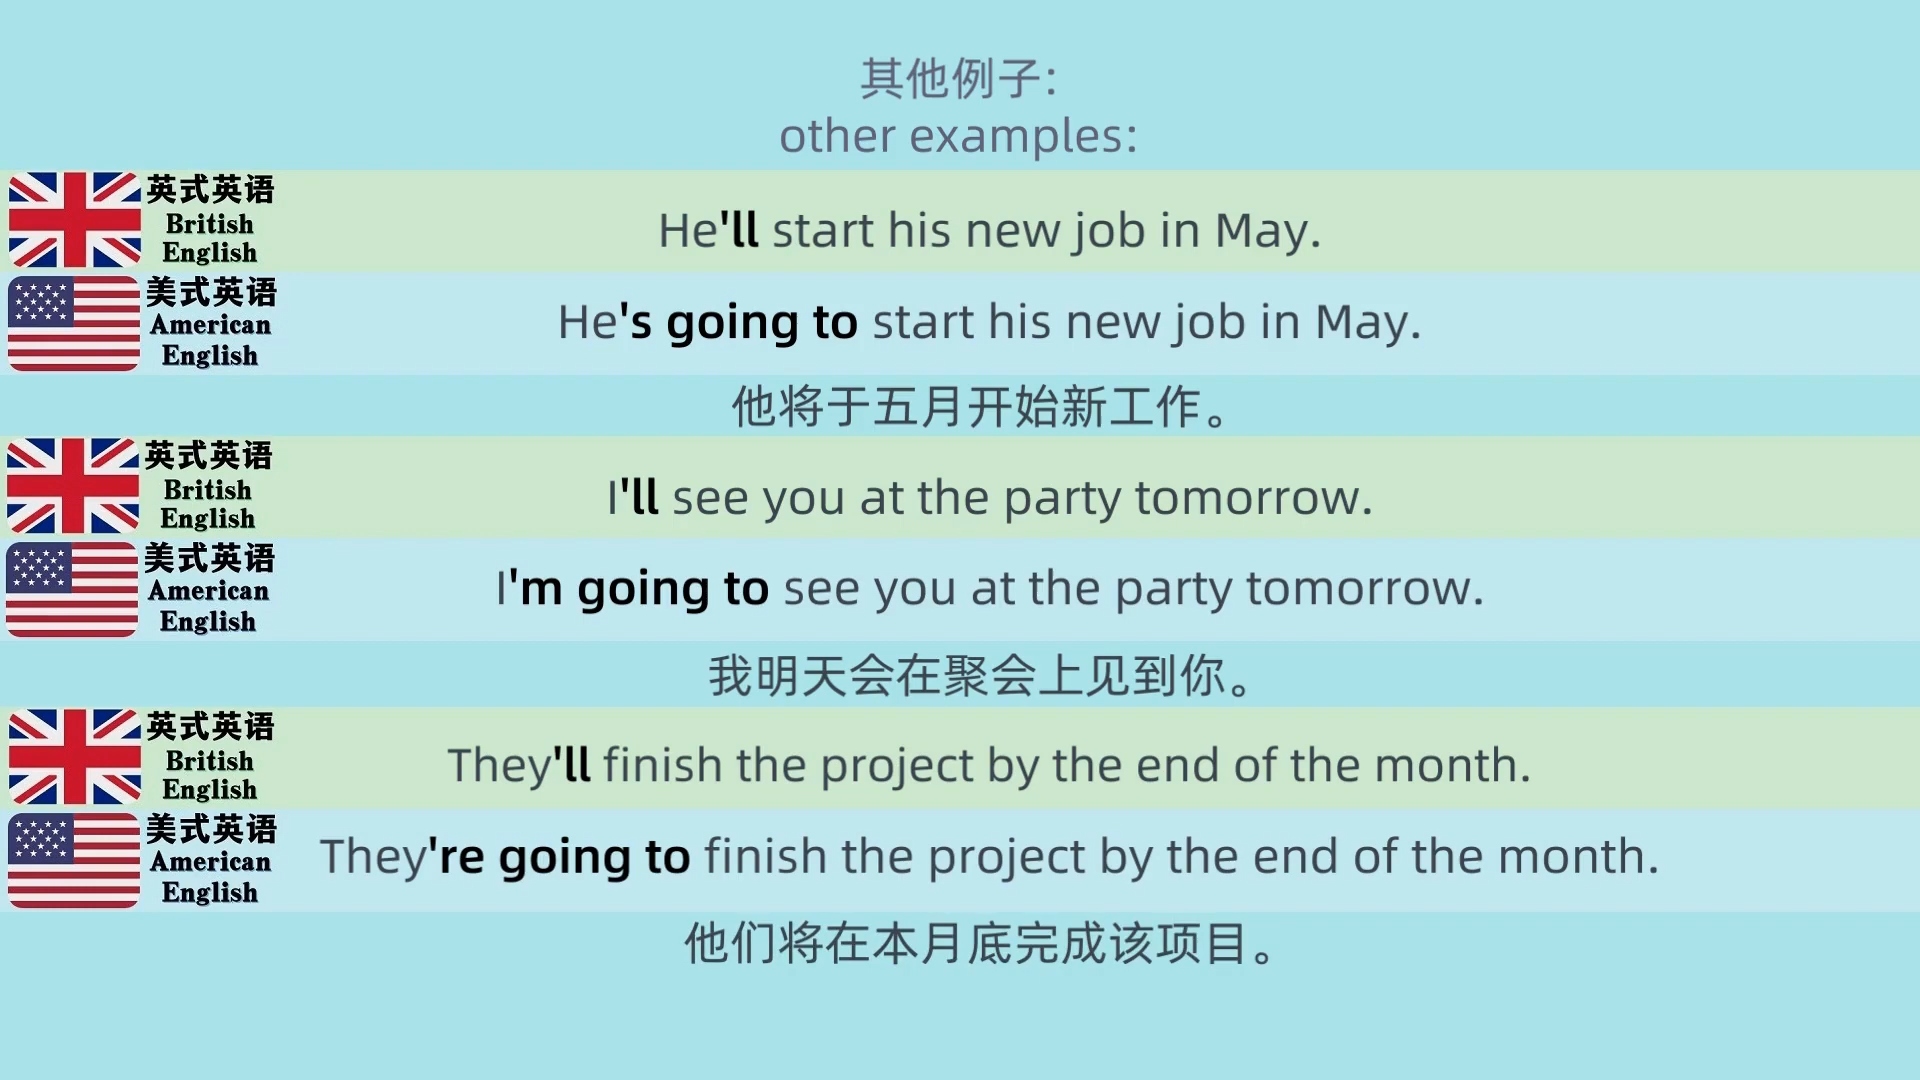 其他例子:
other examples:
英式英语
British
English
He'll start his new job in May.
美式英语
American
English
He's going to start his new job in May.
他将于五月开始新工作。
英式英语
British
English
I'll see you at the party tomorrow.
美式英语
American
English
I'm going to see you at the party tomorrow.
我明天会在聚会上见到你。
英式英语
British
English
They'll finish the project by the end of the month.
美式英语
American
English
They're going to finish the project by the end of the month.
他们将在本月底完成该项目。